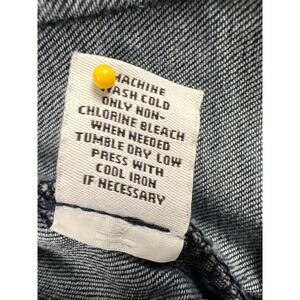 MACHINE
WASH COLD
ONLY NON-
CHLORINE BLEACH
WHEN NEEDED
TUMBLE DRY LOW
PRESS WITH
COOL IRON
IF NECESSARY